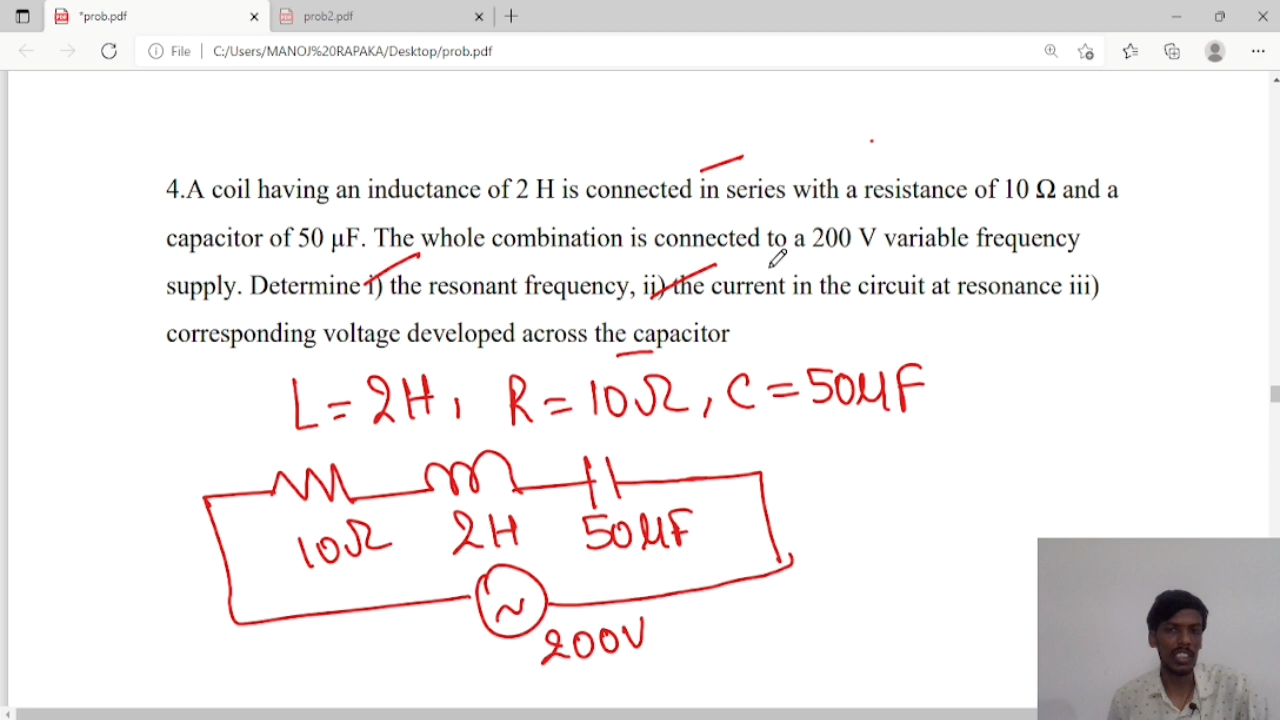 *prob.pdf
prob2.pdf
File
C:/Users/MANOJ%20RAPAKA/Desktop/prob.pdf
4.A coil having an inductance of 2 H is connected in series with a resistance of 10 Ω and a
capacitor of 50 μF. The whole combination is connected to a 200 V variable frequency
supply. Determine i) the resonant frequency, ii) the current in the circuit at resonance iii)
corresponding voltage developed across the capacitor
L = 2H, R = 10Ω, C = 50μF
10Ω 2H 50μF
~
200V